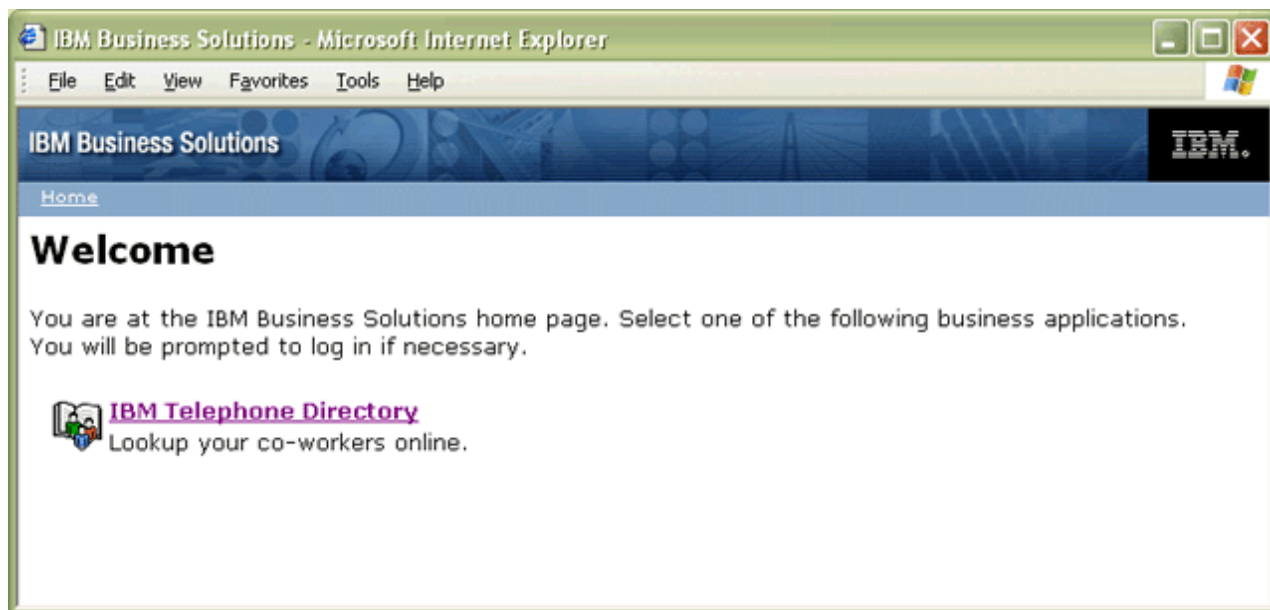 IBM Business Solutions - Microsoft Internet Explorer
File Edit View Favorites Tools Help
IBM Business Solutions
IBM.
Home
Welcome
You are at the IBM Business Solutions home page. Select one of the following business applications.
You will be prompted to log in if necessary.
IBM Telephone Directory
Lookup your co-workers online.